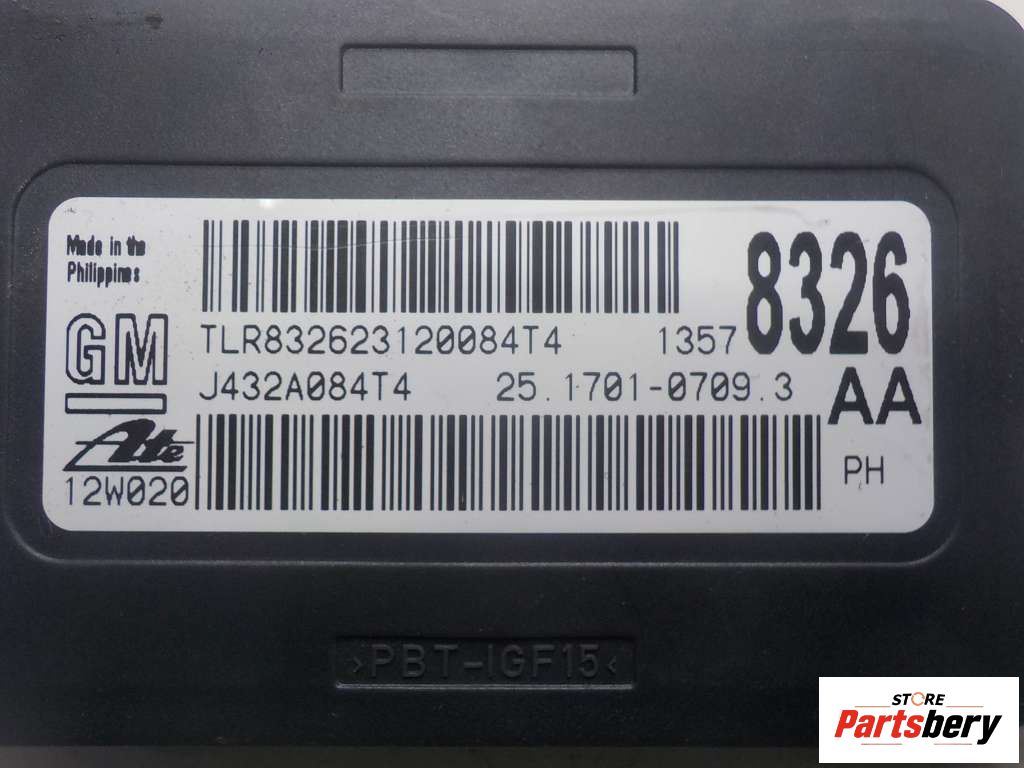 Made in the
Philippines
GM
TLR832623120084T4 1357
8326
J432A084T4 25.1701-0709.3
AA
Ate
12W020
PH
>PBT-IGF15<
STORE
Partsbery